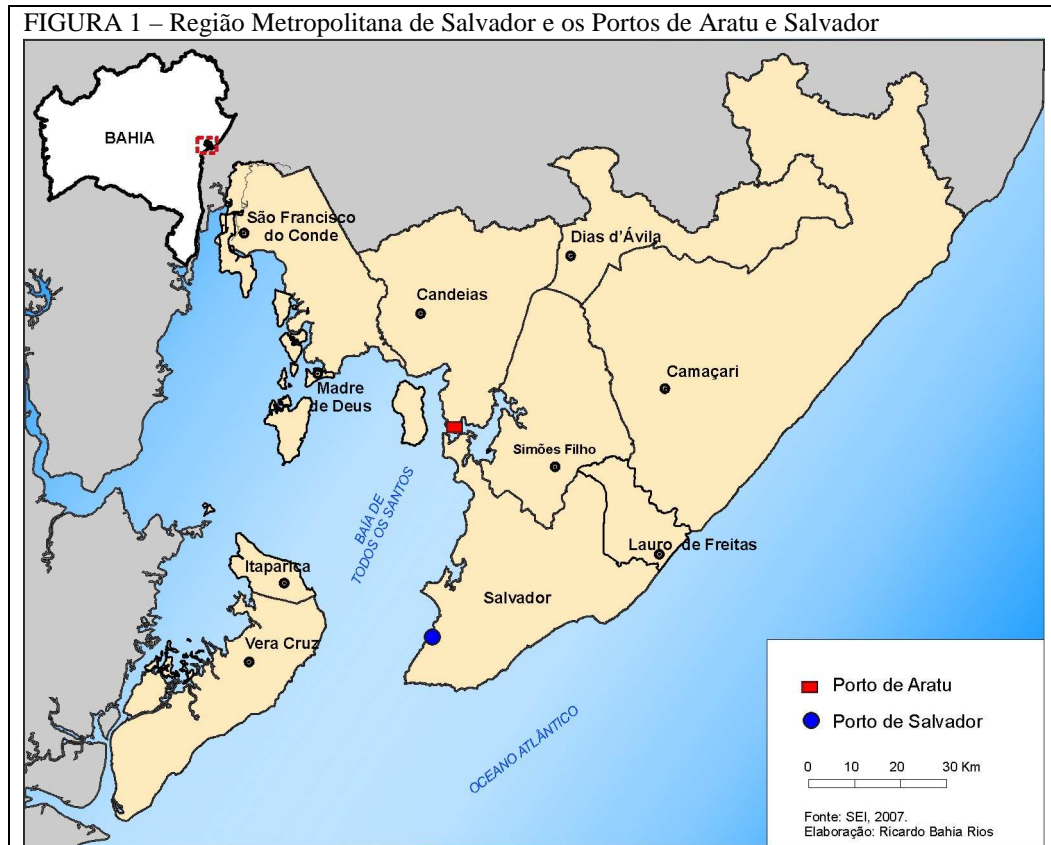 FIGURA 1 – Região Metropolitana de Salvador e os Portos de Aratu e Salvador
BAHIA
São Francisco
do Conde
Dias d'Ávila
Candeias
Camaçari
Madre
de Deus
Simões Filho
BAÍA DE
TODOS OS SANTOS
Lauro de Freitas
Itaparica
Salvador
Vera Cruz
OCEANO ATLÂNTICO
Porto de Aratu
Porto de Salvador
0 10 20 30 Km
Fonte: SEI, 2007.
Elaboração: Ricardo Bahia Rios